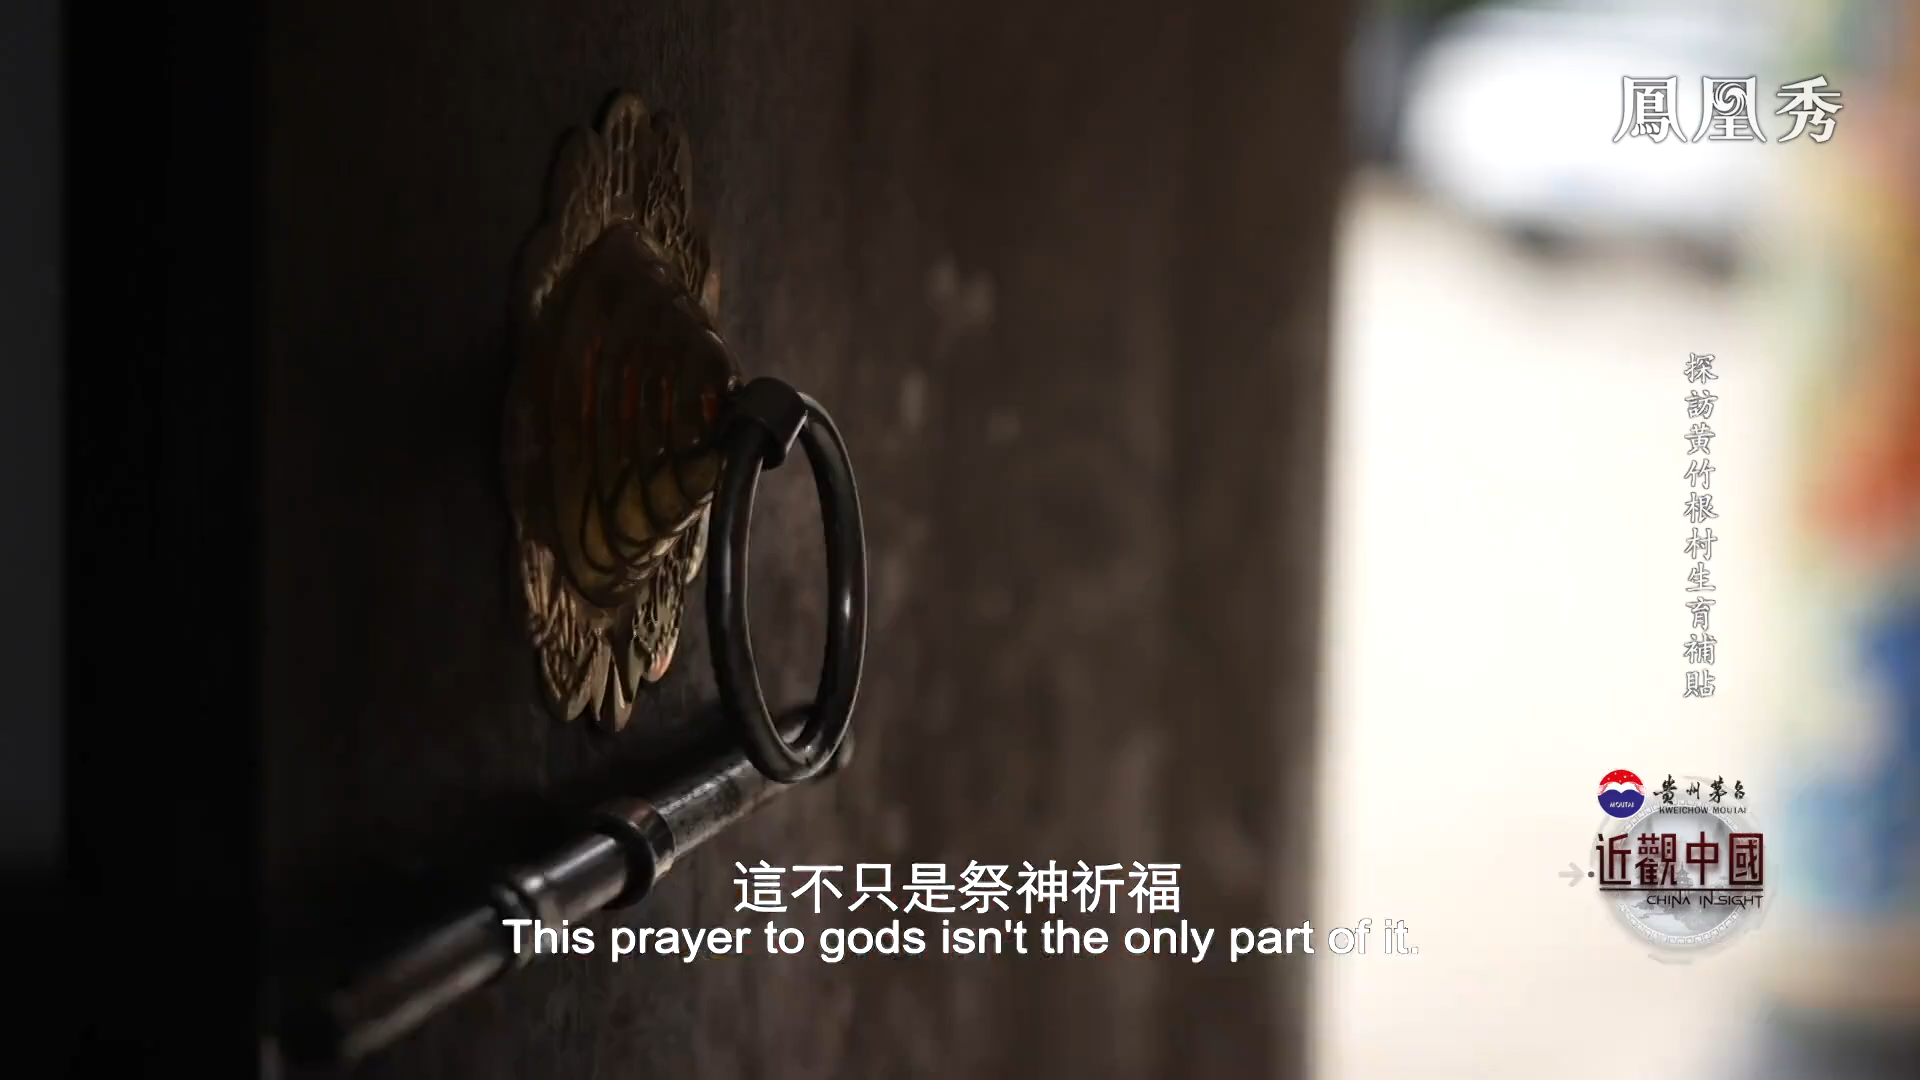 鳳凰秀
探訪黃竹根村生育補貼
貴州茅台
MOUTAI
KWEICHOW MOUTAI
近觀中國
CHINA INSIGHT
這不只是祭神祈福
This prayer to gods isn't the only part of it.